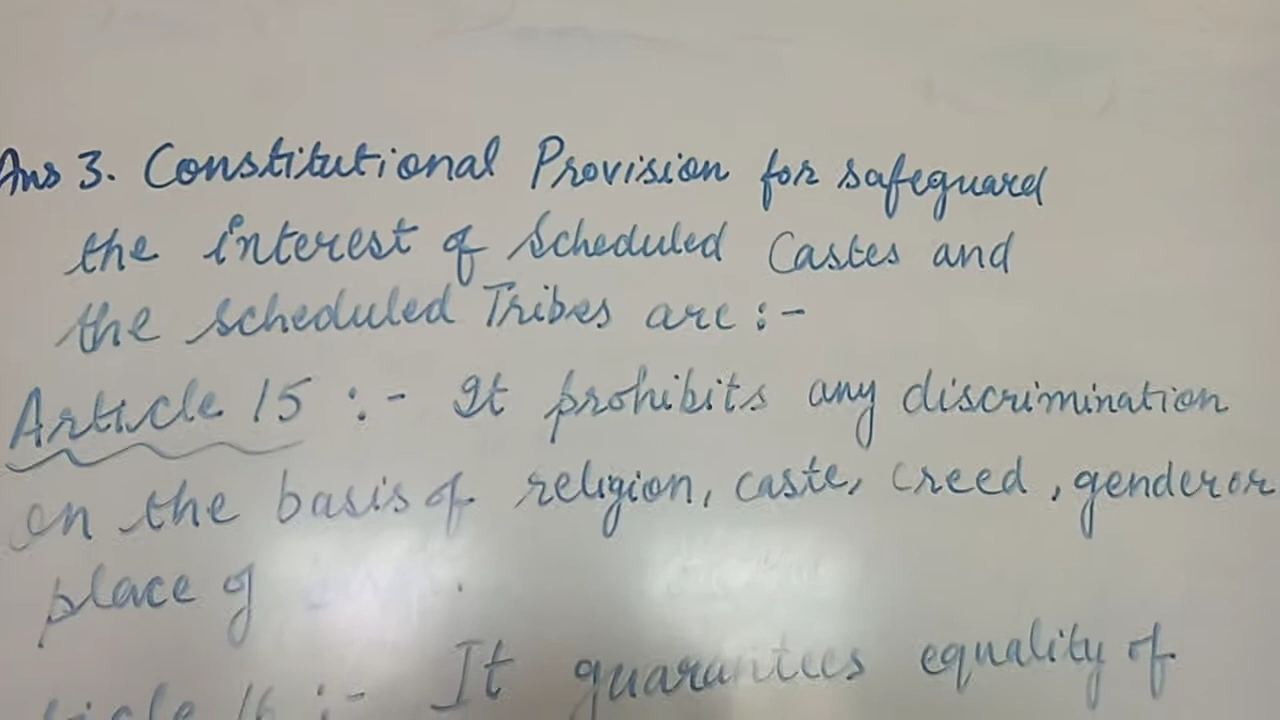 Ans 3. Constitutional Provision for safeguard
the interest of Scheduled Castes and
the scheduled Tribes are :-
Article 15 :- It prohibits any discrimination
on the basis of religion, caste, creed, gender or
place of
16 :- It guarantees equality of